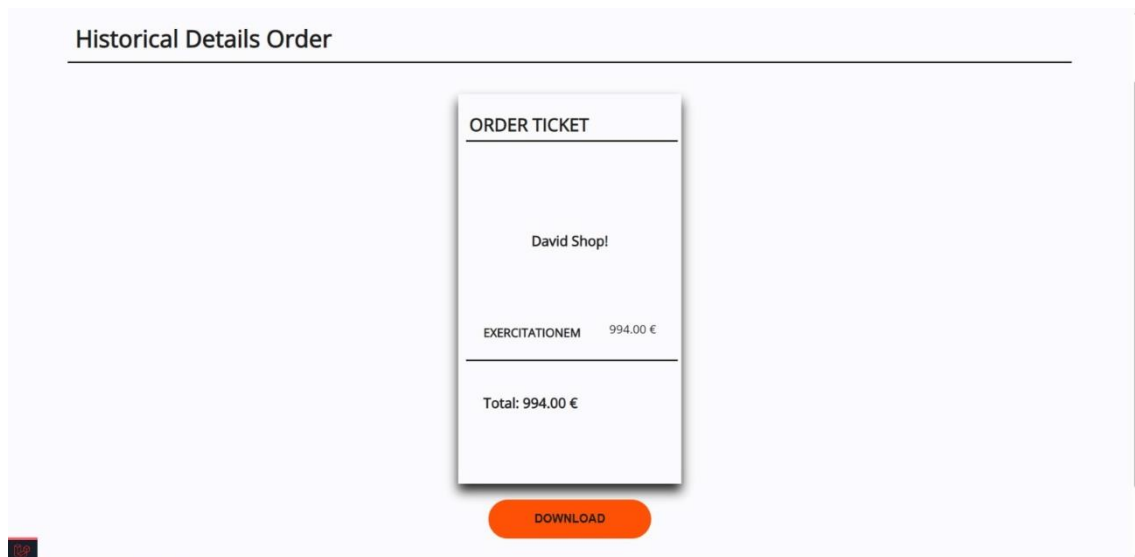 Historical Details Order
ORDER TICKET
David Shop!
EXERCITATIONEM 994.00 €
Total: 994.00 €
DOWNLOAD